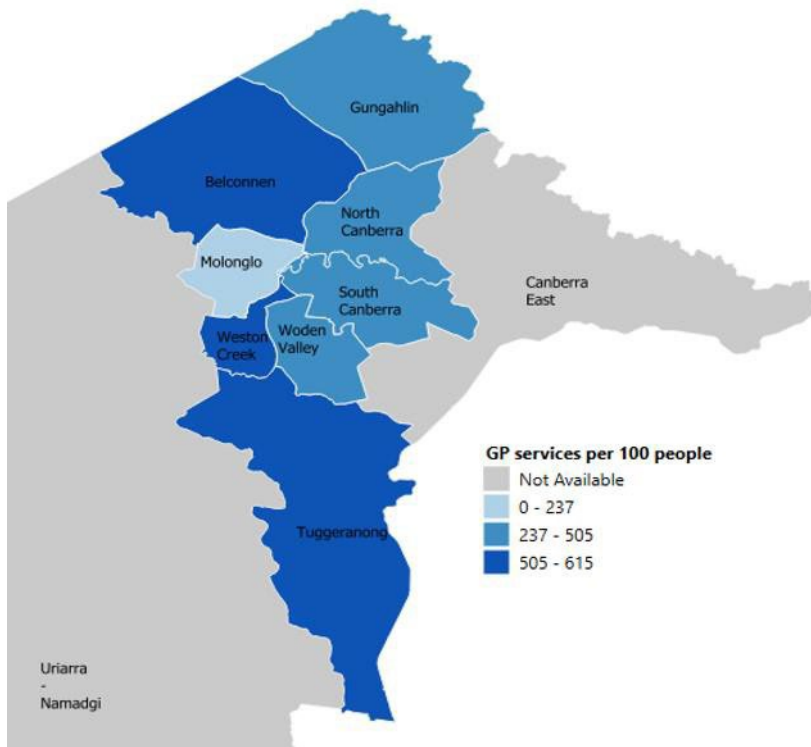 Gungahlin
Belconnen
North
Canberra
Molonglo
Canberra
East
South
Canberra
Weston
Creek
Woden
Valley
GP services per 100 people
Not Available
0 - 237
237 - 505
505 - 615
Tuggeranong
Uriarra
-
Namadgi